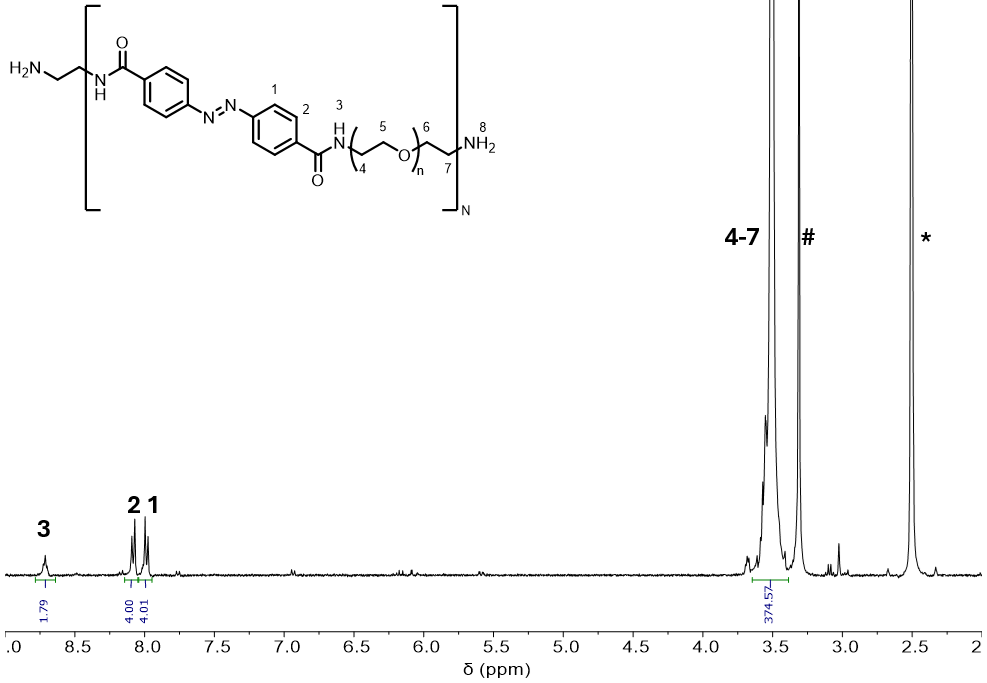 O
H2N
N
H
N
N
1
2
3
H
N
4
5
O
n
6
7
8
NH2
O
N
4-7
#
*
3
2 1
1.79
4.00
4.01
374.57
.0 8.5 8.0 7.5 7.0 6.5 6.0 5.5 5.0 4.5 4.0 3.5 3.0 2.5 2
δ (ppm)